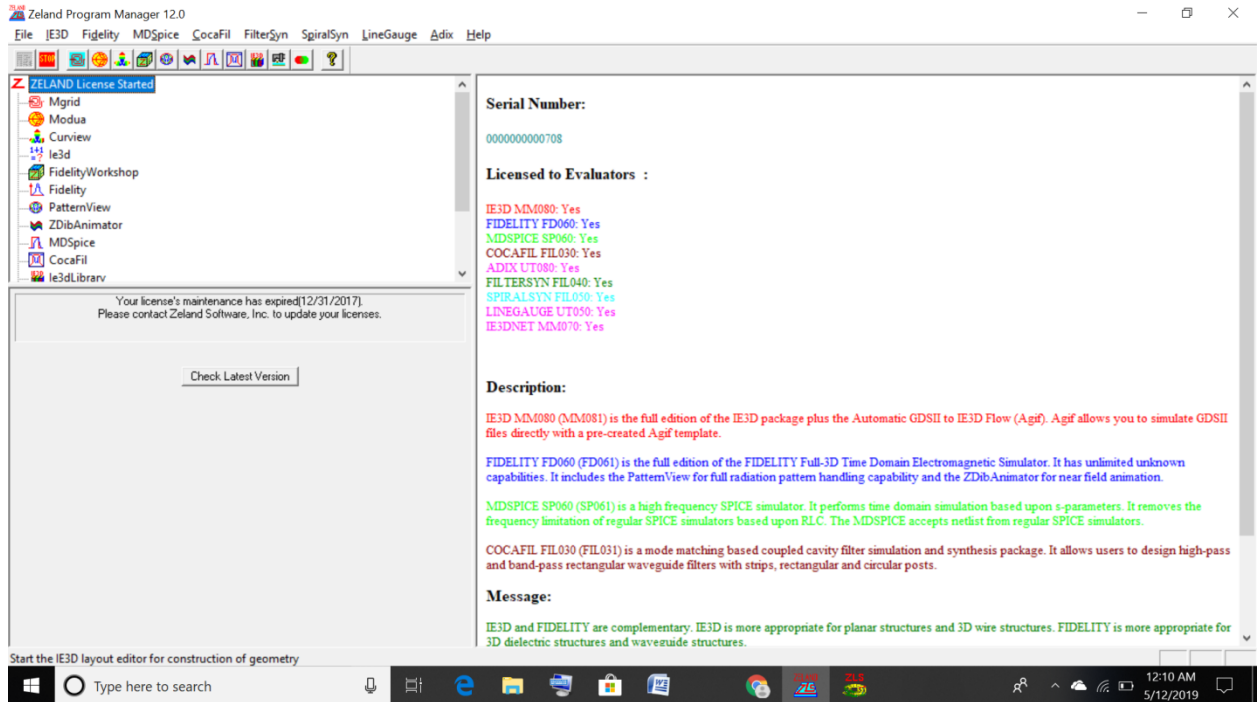 Zeland Program Manager 12.0
File IE3D Fidelity MDSpice CocaFil FilterSyn SpiralSyn LineGauge Adix Help
STOP
ZELAND License Started
Mgrid
Modua
Curview
Ie3d
FidelityWorkshop
Fidelity
PatternView
ZDibAnimator
MDSpice
CocaFil
Ie3dLibrary
Your license's maintenance has expired(12/31/2017).
Please contact Zeland Software, Inc. to update your licenses.
Check Latest Version
Serial Number:
0000000000708
Licensed to Evaluators :
IE3D MM080: Yes
FIDELITY FD060: Yes
MDSPICE SP060: Yes
COCAFIL FIL030: Yes
ADIX UT080: Yes
FILTERSYN FIL040: Yes
SPIRALSYN FIL050: Yes
LINEGAUGE UT050: Yes
IE3DNET MM070: Yes
Description:
IE3D MM080 (MM081) is the full edition of the IE3D package plus the Automatic GDSII to IE3D Flow (Agif). Agif allows you to simulate GDSII
files directly with a pre-created Agif template.
FIDELITY FD060 (FD061) is the full edition of the FIDELITY Full-3D Time Domain Electromagnetic Simulator. It has unlimited unknown
capabilities. It includes the PatternView for full radiation pattern handling capability and the ZDibAnimator for near field animation.
MDSPICE SP060 (SP061) is a high frequency SPICE simulator. It performs time domain simulation based upon s-parameters. It removes the
frequency limitation of regular SPICE simulators based upon RLC. The MDSPICE accepts netlist from regular SPICE simulators.
COCAFIL FIL030 (FIL031) is a mode matching based coupled cavity filter simulation and synthesis package. It allows users to design high-pass
and band-pass rectangular waveguide filters with strips, rectangular and circular posts.
Message:
IE3D and FIDELITY are complementary. IE3D is more appropriate for planar structures and 3D wire structures. FIDELITY is more appropriate for
3D dielectric structures and waveguide structures.
Start the IE3D layout editor for construction of geometry
Type here to search
ZLS
12:10 AM
5/12/2019